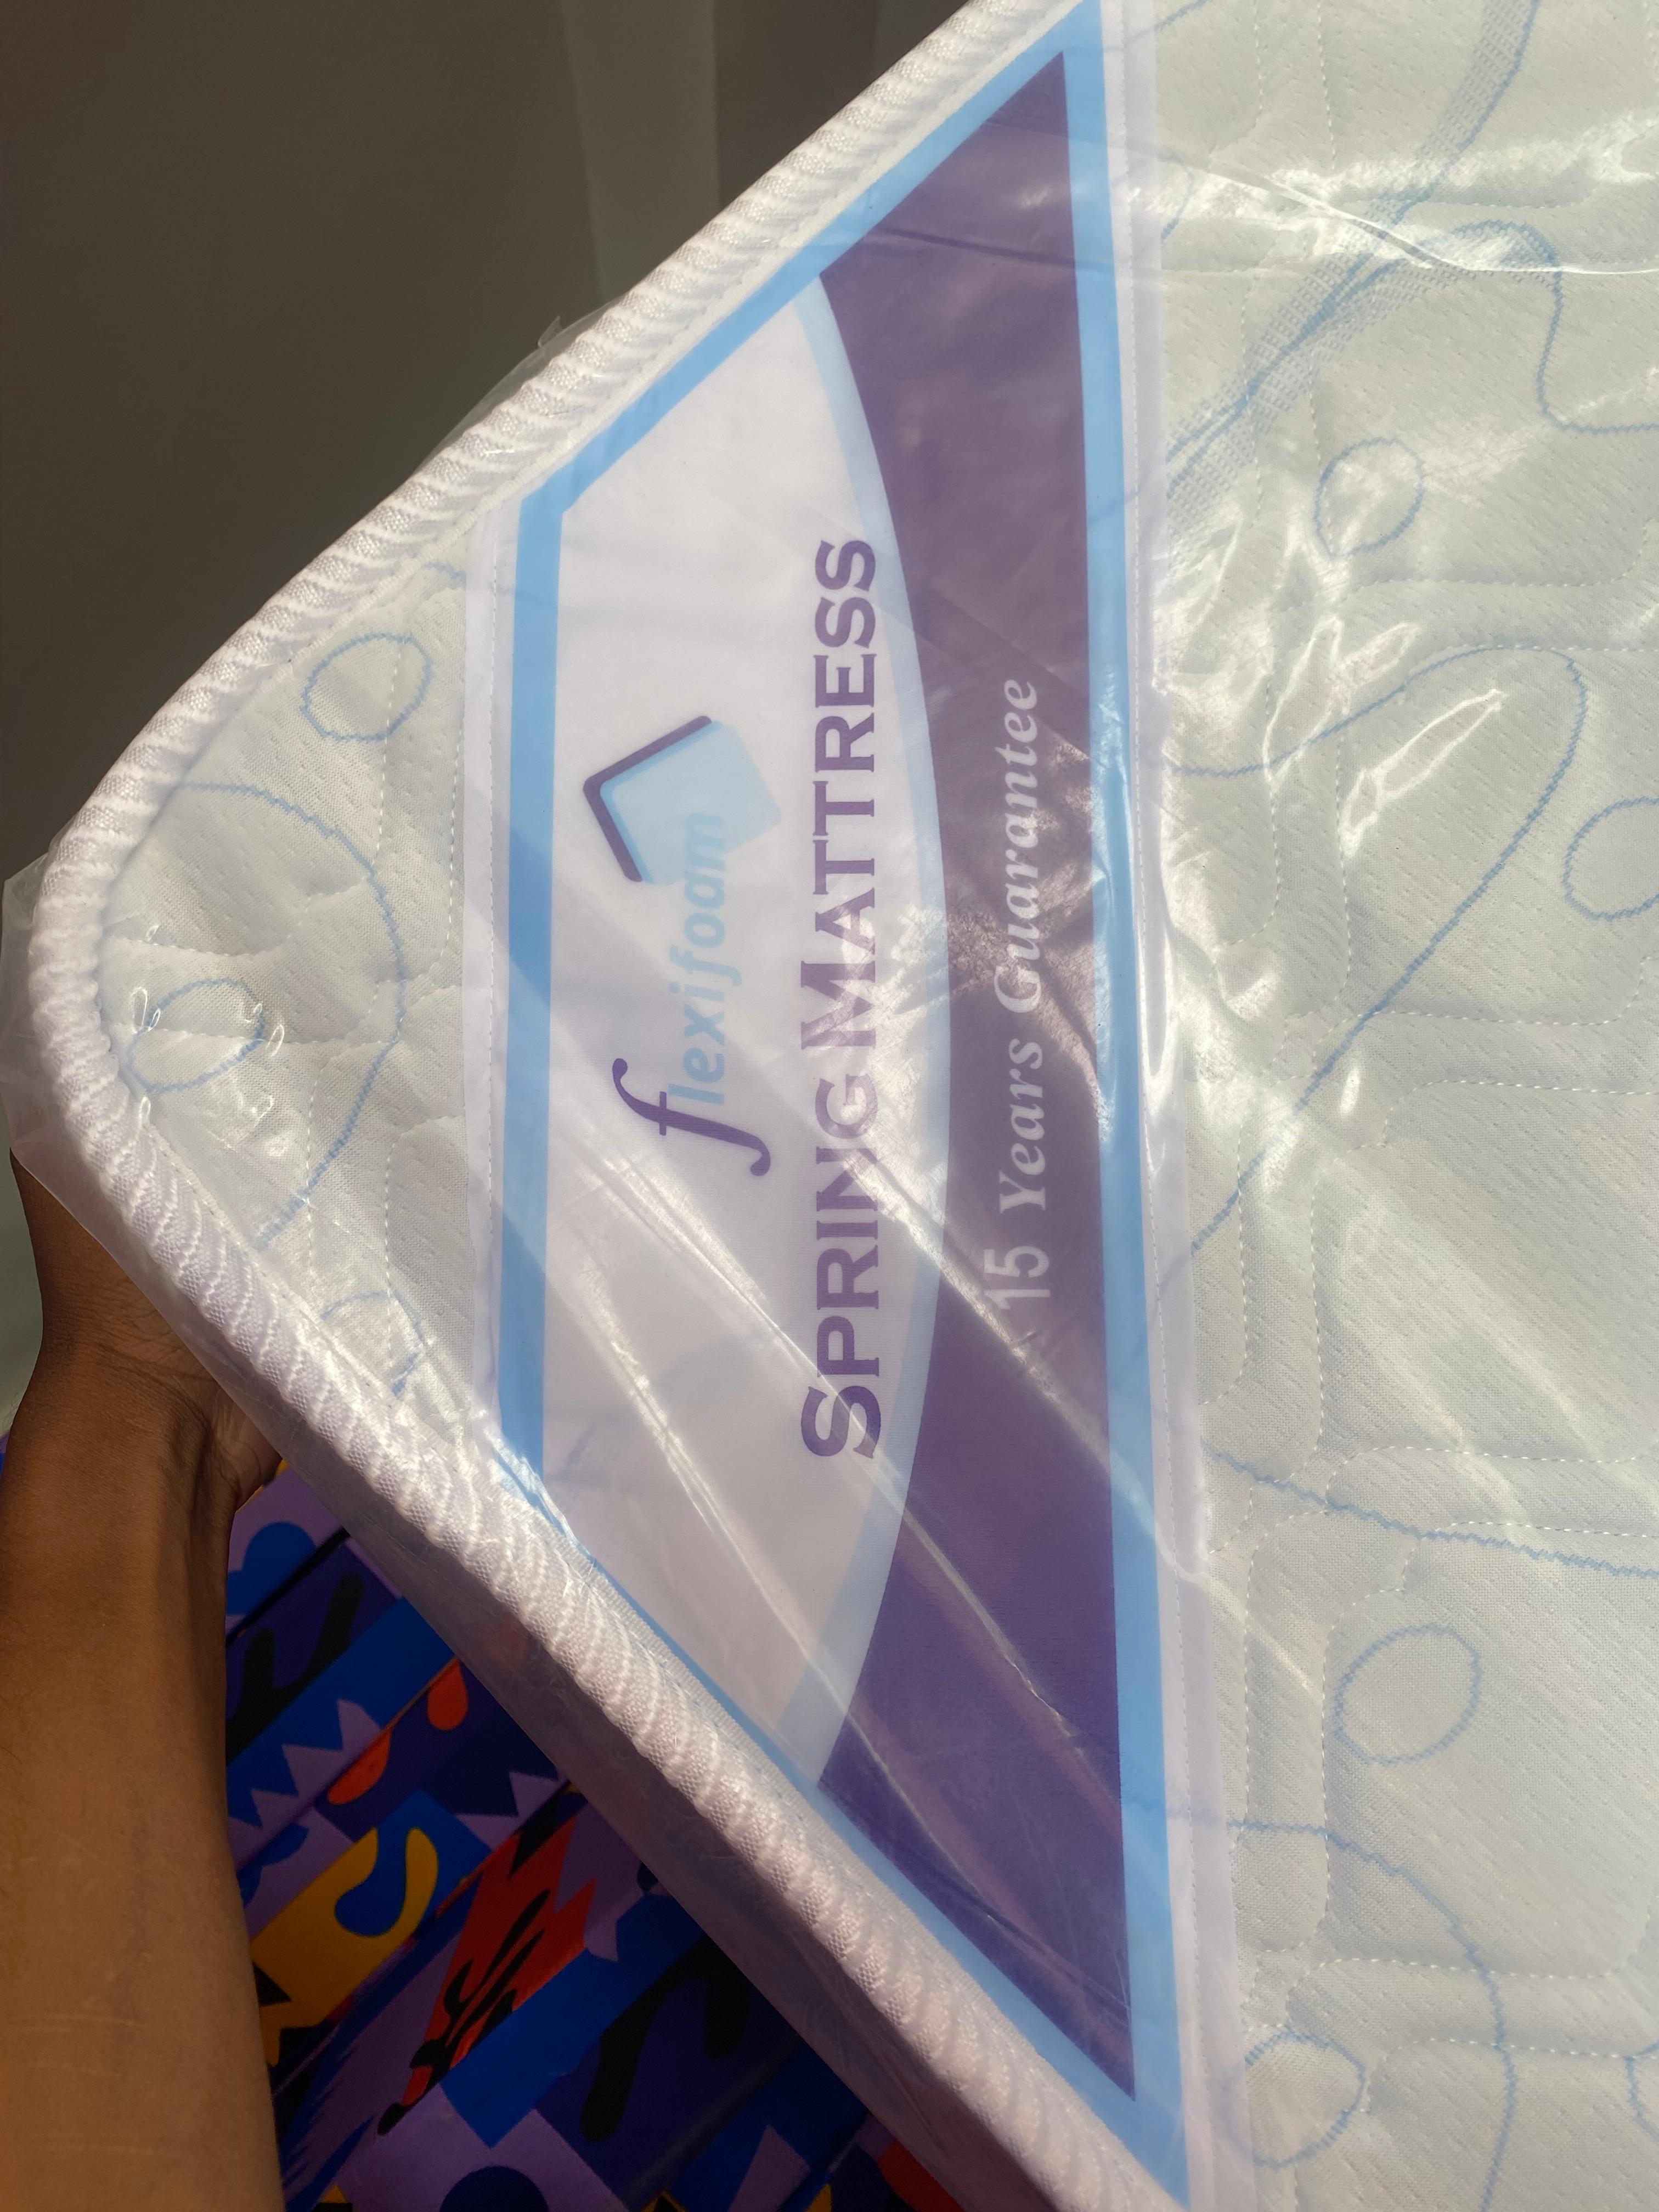 flexifoam
SPRING MATTRESS
15 Years Guarantee